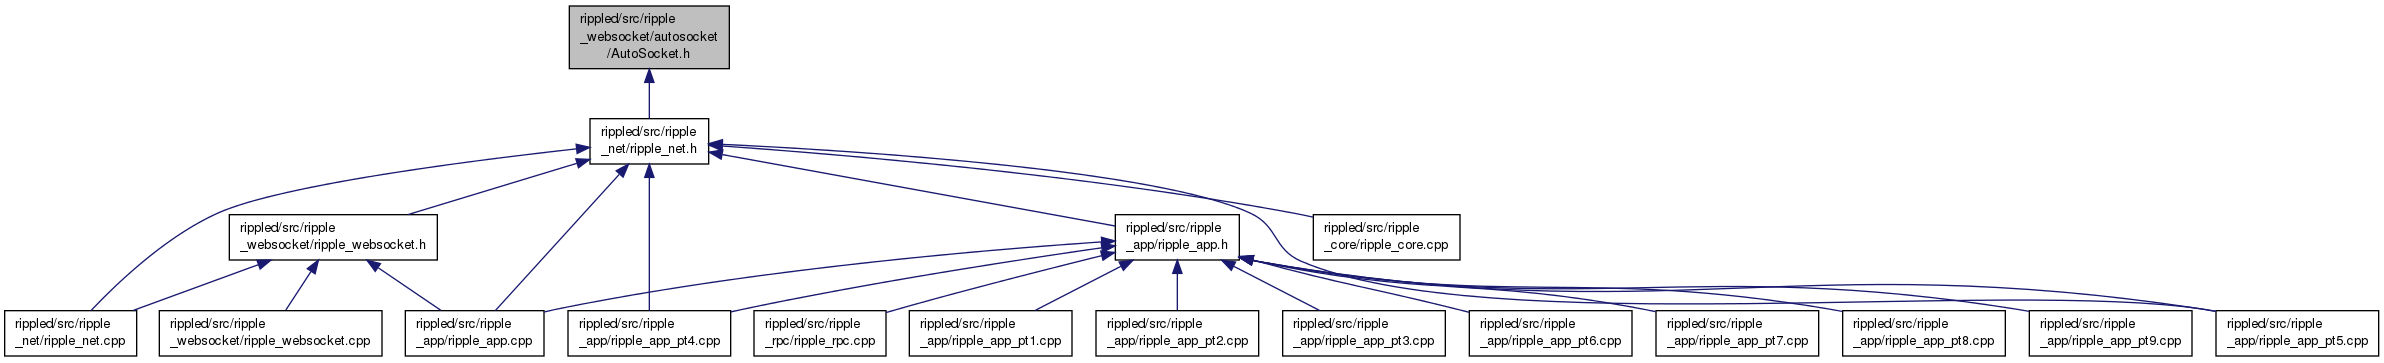 rippled/src/ripple
_websocket/autosocket
/AutoSocket.h
rippled/src/ripple
_net/ripple_net.h
rippled/src/ripple
_websocket/ripple_websocket.h
rippled/src/ripple
_app/ripple_app.h
rippled/src/ripple
_core/ripple_core.cpp
rippled/src/ripple
_net/ripple_net.cpp
rippled/src/ripple
_websocket/ripple_websocket.cpp
rippled/src/ripple
_app/ripple_app.cpp
rippled/src/ripple
_app/ripple_app_pt4.cpp
rippled/src/ripple
_rpc/ripple_rpc.cpp
rippled/src/ripple
_app/ripple_app_pt1.cpp
rippled/src/ripple
_app/ripple_app_pt2.cpp
rippled/src/ripple
_app/ripple_app_pt3.cpp
rippled/src/ripple
_app/ripple_app_pt6.cpp
rippled/src/ripple
_app/ripple_app_pt7.cpp
rippled/src/ripple
_app/ripple_app_pt8.cpp
rippled/src/ripple
_app/ripple_app_pt9.cpp
rippled/src/ripple
_app/ripple_app_pt5.cpp